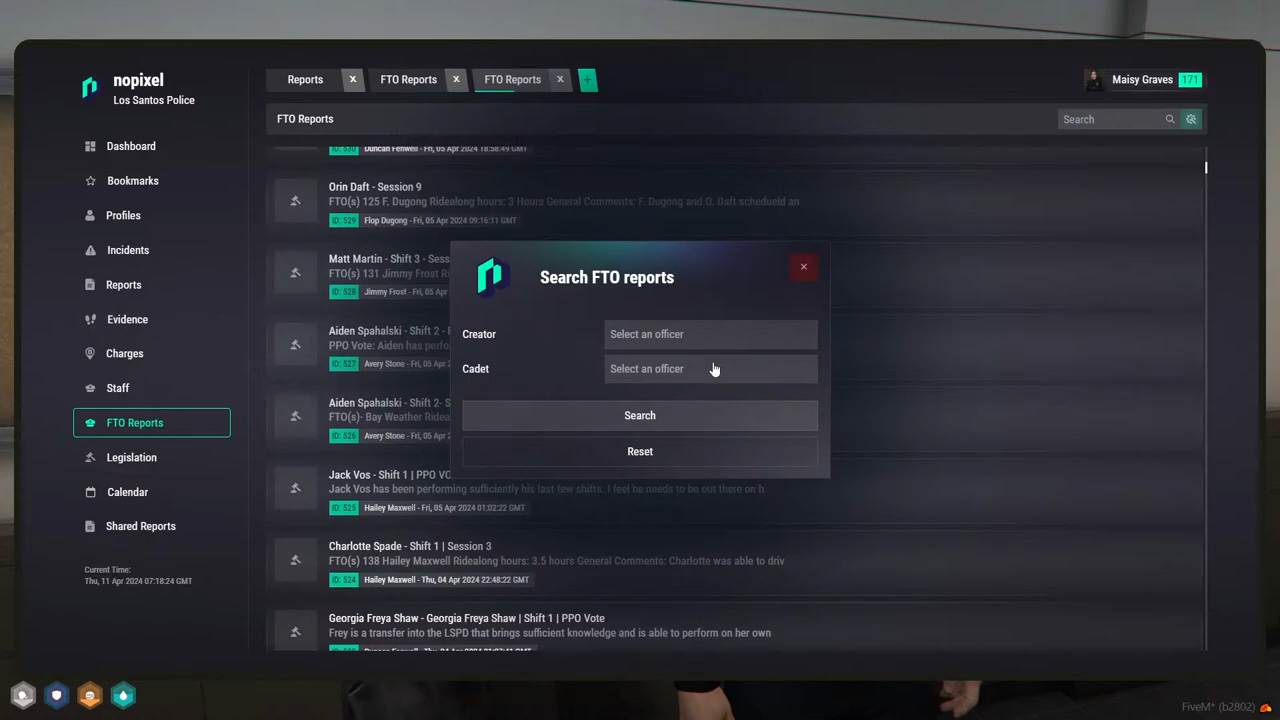 nopixel
Los Santos Police
Reports x FTO Reports x FTO Reports x +
Maisy Graves 171
FTO Reports
Search
Dashboard
Bookmarks
Profiles
Incidents
Reports
Evidence
Charges
Staff
FTO Reports
Legislation
Calendar
Shared Reports
Current Time:
Thu, 11 Apr 2024 07:18:24 GMT
ID: 530 Duncan Fenwell - Fri, 05 Apr 2024 18:58:49 GMT
Orin Daft - Session 9
FTO(s) 125 F. Dugong Ridealong hours: 3 Hours General Comments: F. Dugong and O. Daft schedueld an
ID: 529 Flop Dugong - Fri, 05 Apr 2024 09:16:11 GMT
Matt Martin - Shift 3 - Sess
FTO(s) 131 Jimmy Frost Ri
ID: 528 Jimmy Frost - Fri, 05 Apr
Aiden Spahalski - Shift 2 -
PPO Vote: Aiden has perfo
ID: 527 Avery Stone - Fri, 05 Apr
Aiden Spahalski - Shift 2-
FTO(s)- Bay Weather Ridea
ID: 526 Avery Stone - Fri, 05 Apr
Jack Vos - Shift 1 | PPO VO
Jack Vos has been performing sufficiently his last few shifts. I feel he needs to be out there on h
ID: 525 Hailey Maxwell - Fri, 05 Apr 2024 01:02:22 GMT
Charlotte Spade - Shift 1 | Session 3
FTO(s) 138 Hailey Maxwell Ridealong hours: 3.5 hours General Comments: Charlotte was able to driv
ID: 524 Hailey Maxwell - Thu, 04 Apr 2024 22:48:22 GMT
Georgia Freya Shaw - Georgia Freya Shaw | Shift 1 | PPO Vote
Frey is a transfer into the LSPD that brings sufficient knowledge and is able to perform on her own
Search FTO reports
x
Creator Select an officer
Cadet Select an officer
Search
Reset
FiveM* (b2802)